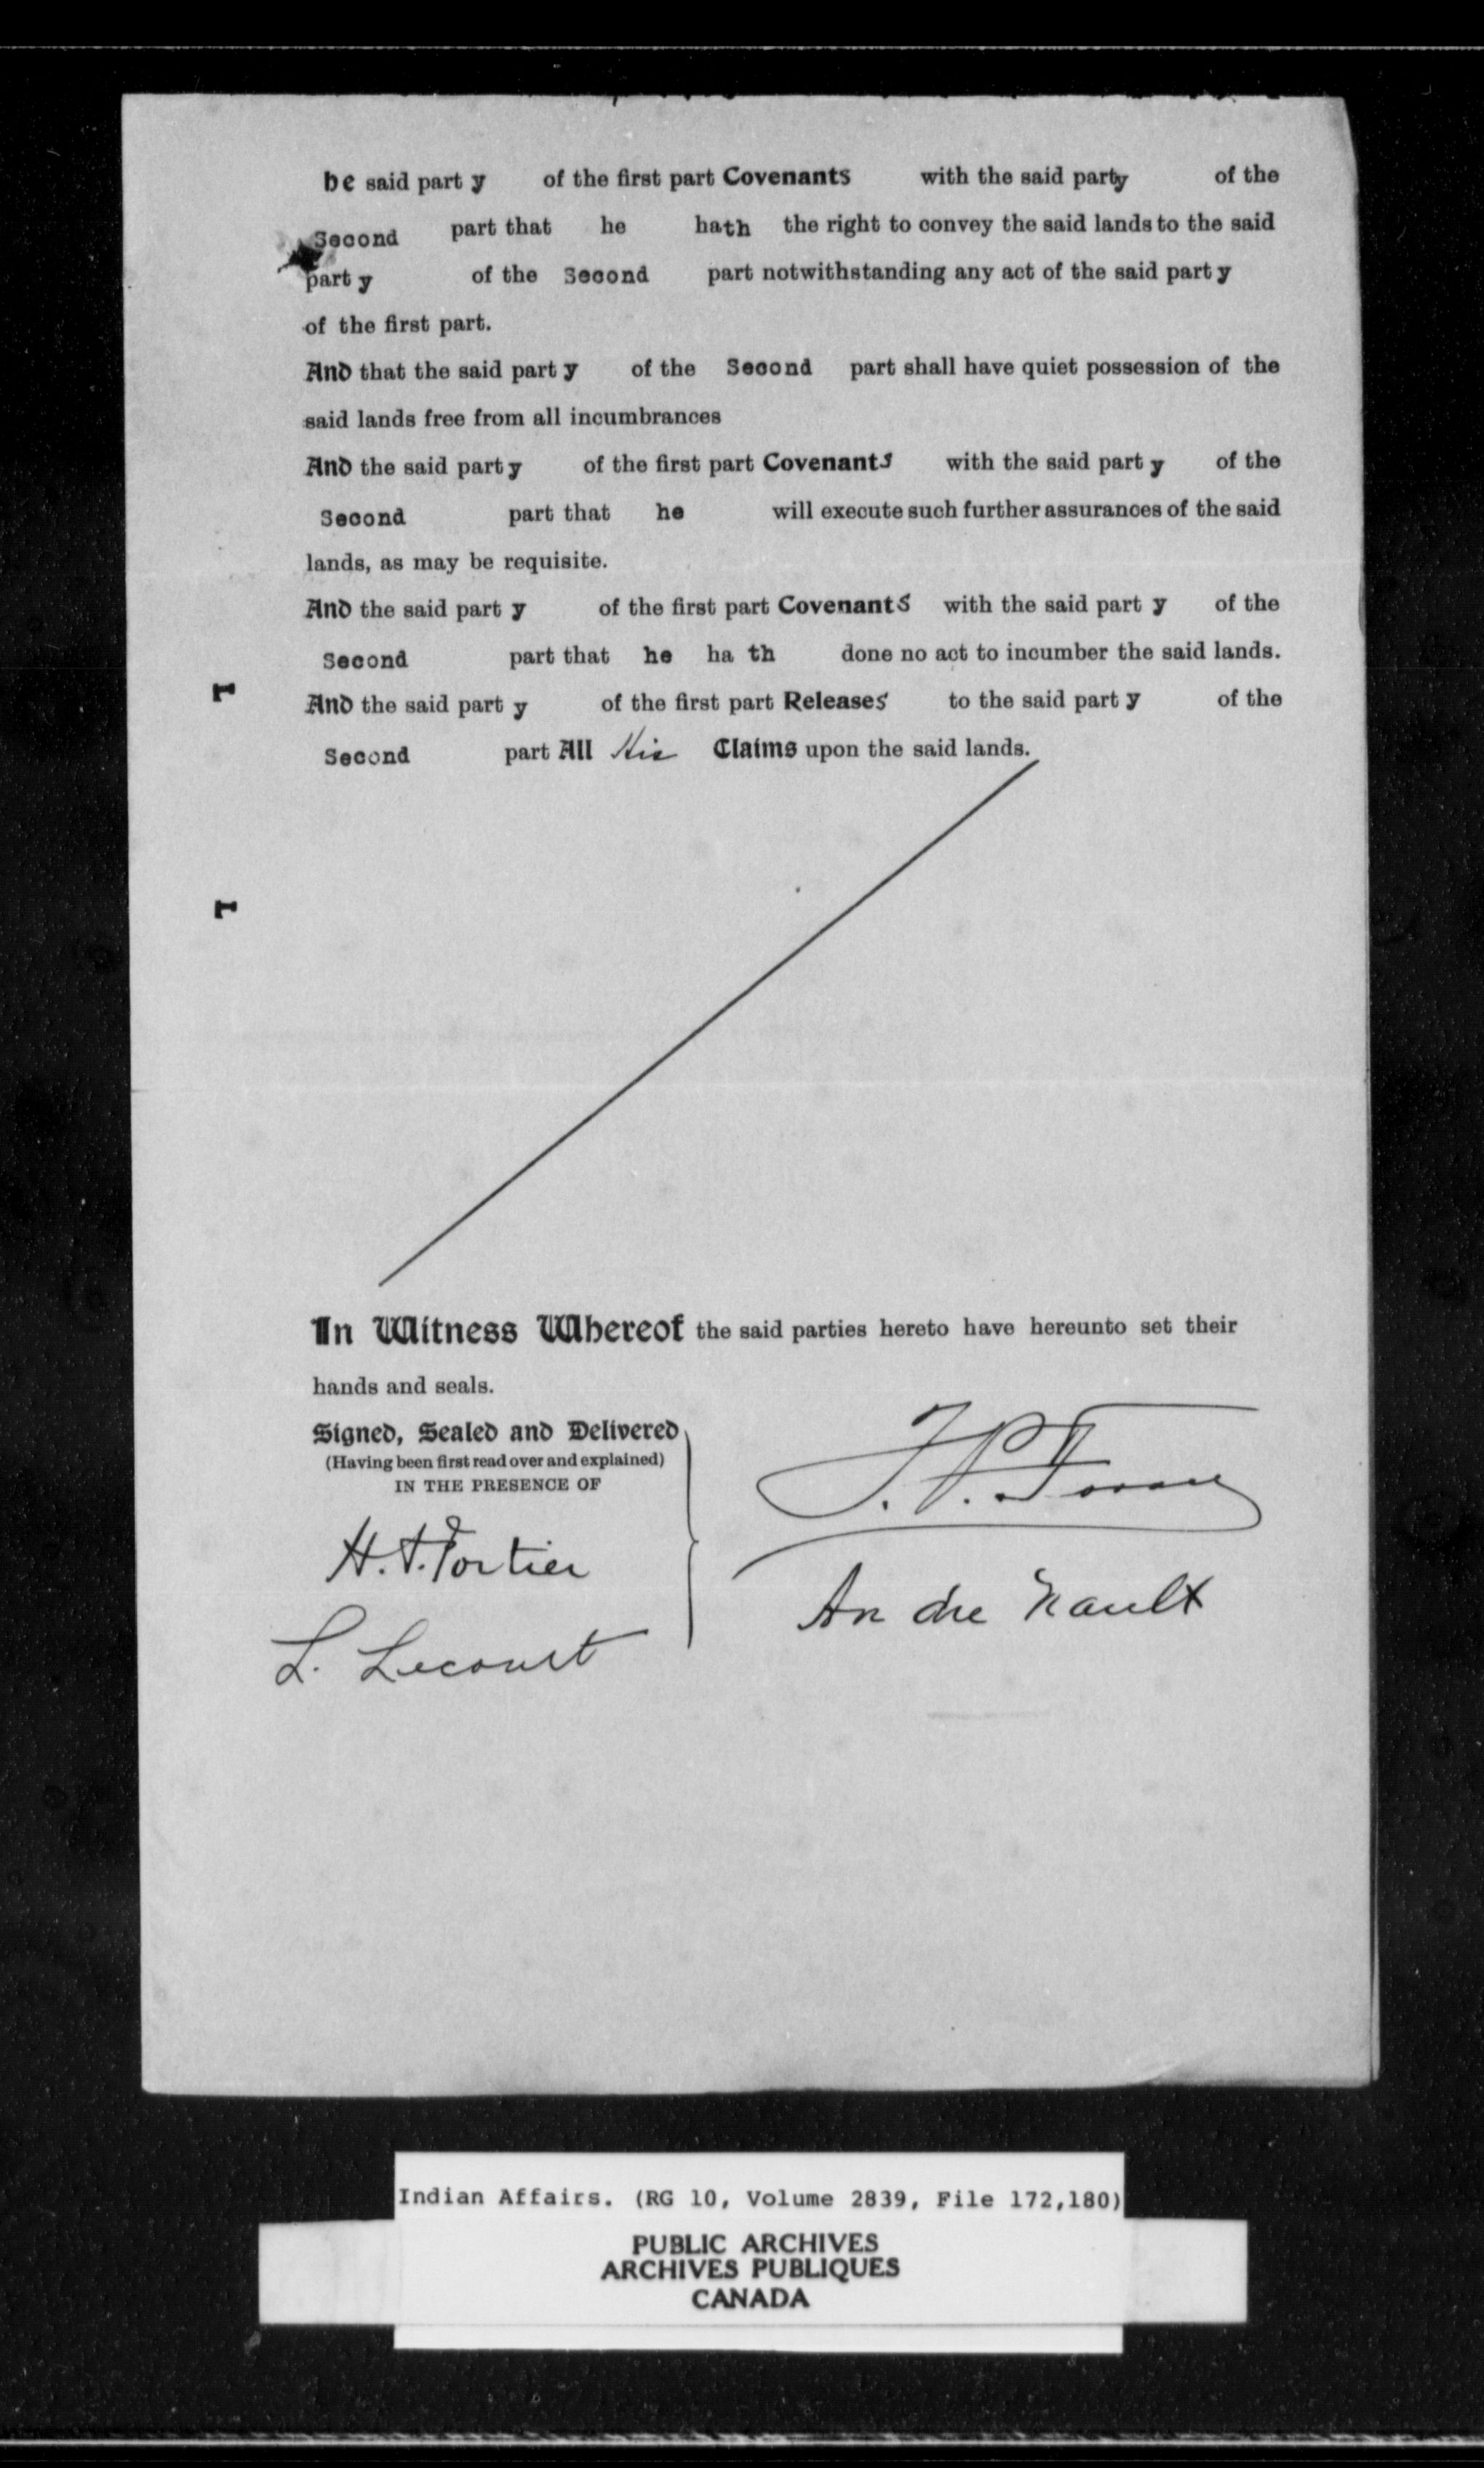 he said party of the first part Covenants with the said party of the
Second part that he hath the right to convey the said lands to the said
party of the Second part notwithstanding any act of the said party
of the first part.
And that the said party of the Second part shall have quiet possession of the
said lands free from all incumbrances
And the said party of the first part Covenants with the said party of the
Second part that he will execute such further assurances of the said
lands, as may be requisite.
And the said party of the first part Covenants with the said party of the
Second part that he hath done no act to incumber the said lands.
And the said party of the first part Releases to the said party of the
Second part All His Claims upon the said lands.
In Witness Whereof the said parties hereto have hereunto set their
hands and seals.
Signed, Sealed and Delivered
(Having been first read over and explained)
IN THE PRESENCE OF
H. A. Fortier
L. Lecourt
An dre Nault
Indian Affairs. (RG 10, Volume 2839, File 172,180)
PUBLIC ARCHIVES
ARCHIVES PUBLIQUES
CANADA